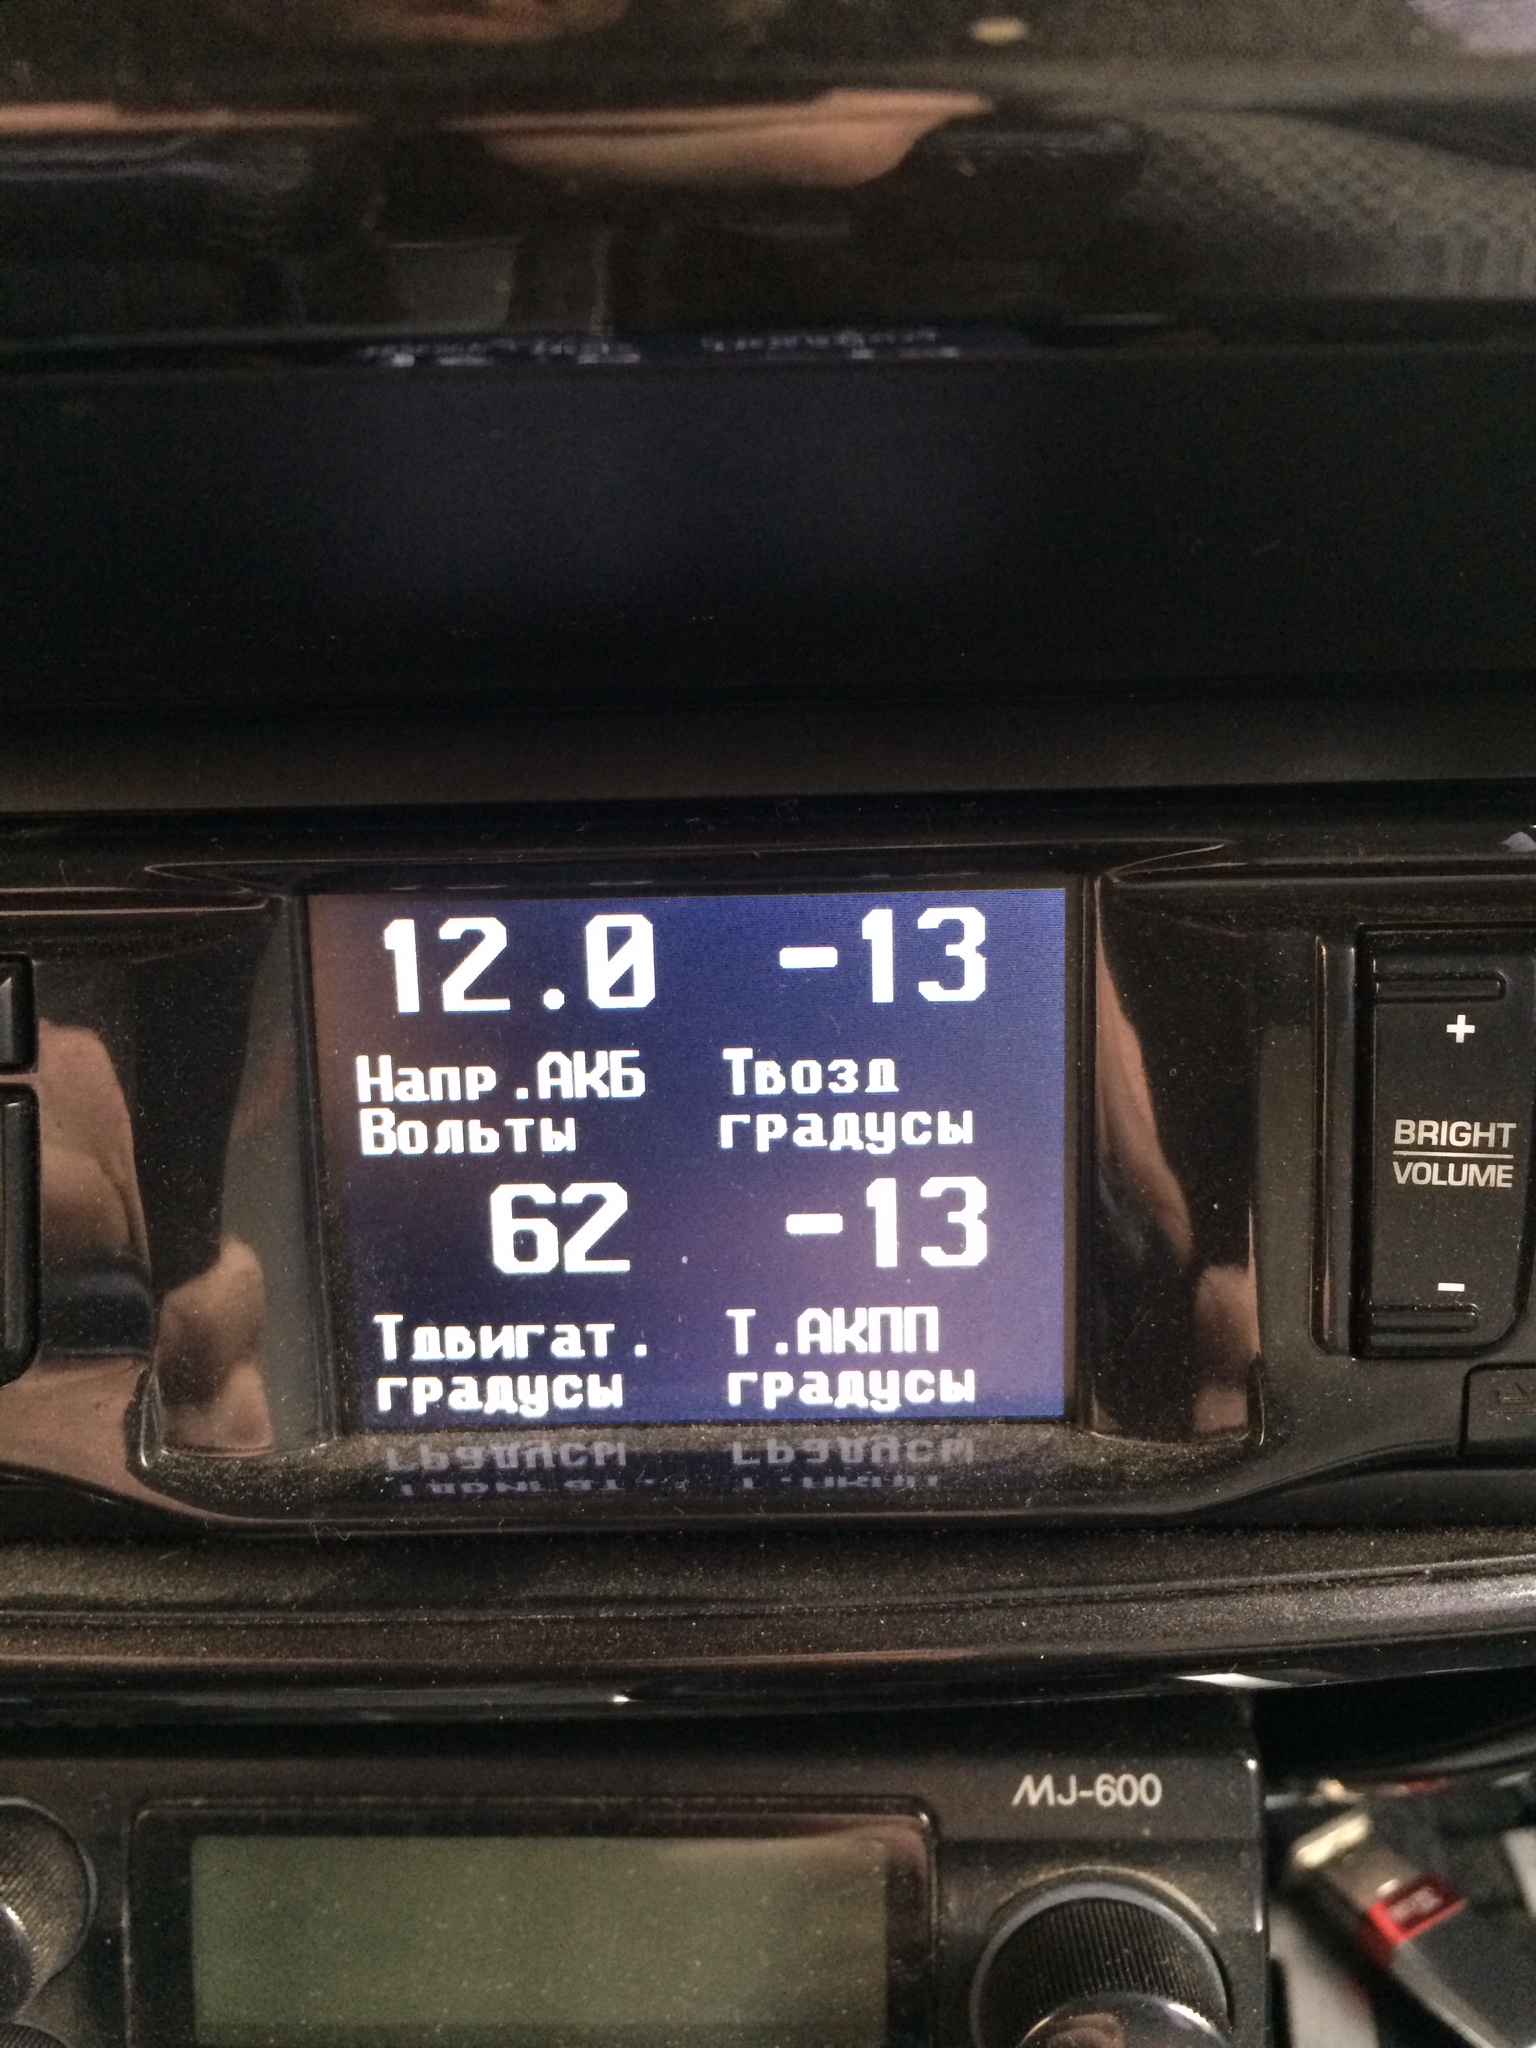 12.0 -13
Напр.АКБ Твозд
Вольты градусы
62 -13
Тдвигат. Т.АКПП
градусы градусы
+
BRIGHT
VOLUME
-
MJ-600